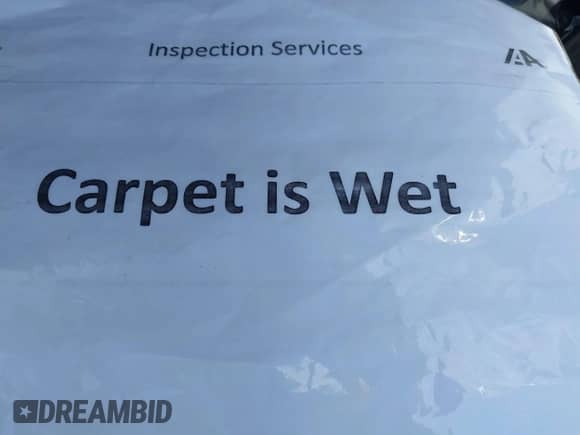 Inspection Services
IAA
Carpet is Wet
DREAMBID